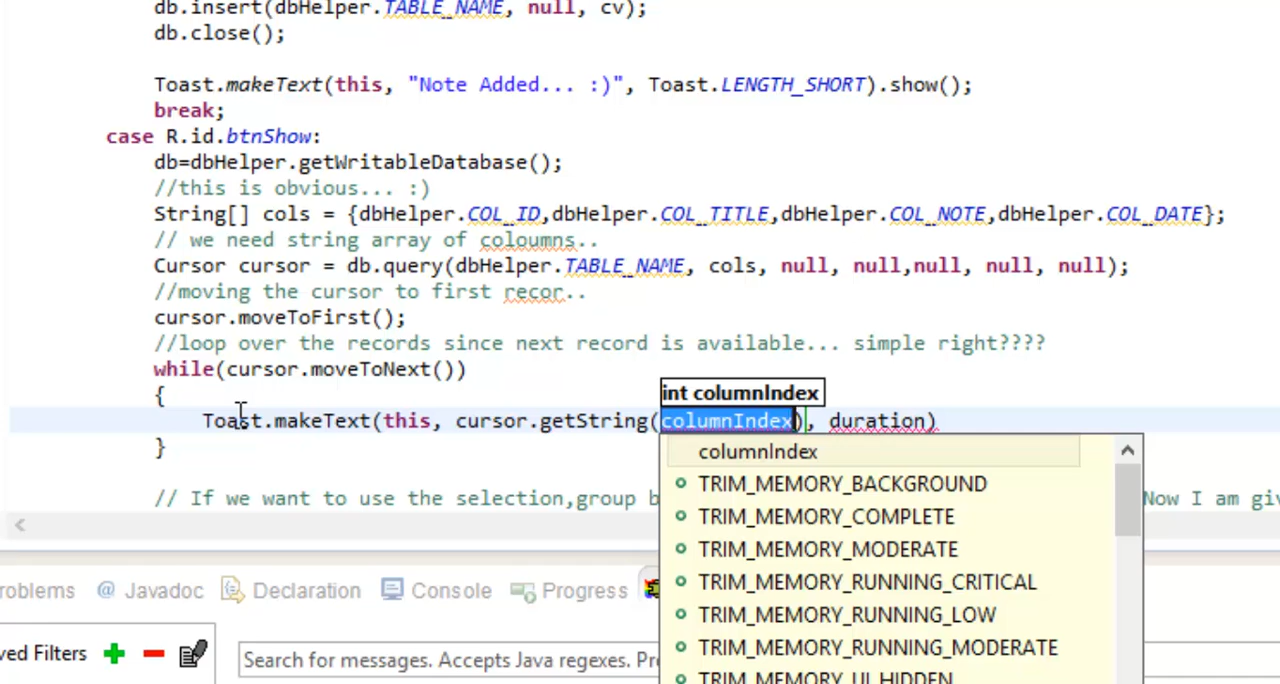 db.insert(dbHelper.TABLE_NAME, null, cv);
db.close();
Toast.makeText(this, "Note Added... :)", Toast.LENGTH_SHORT).show();
break;
case R.id.btnShow:
db=dbHelper.getWritableDatabase();
//this is obvious... :)
String[] cols = {dbHelper.COL_ID,dbHelper.COL_TITLE,dbHelper.COL_NOTE,dbHelper.COL_DATE};
// we need string array of coloumns..
Cursor cursor = db.query(dbHelper.TABLE_NAME, cols, null, null,null, null, null);
//moving the cursor to first recor..
cursor.moveToFirst();
//loop over the records since next record is available... simple right????
while(cursor.moveToNext())
{
int columnIndex
Toast.makeText(this, cursor.getString(columnIndex), duration)
}
columnIndex
TRIM_MEMORY_BACKGROUND
// If we want to use the selection,group b Now I am giv
TRIM_MEMORY_COMPLETE
TRIM_MEMORY_MODERATE
TRIM_MEMORY_RUNNING_CRITICAL
TRIM_MEMORY_RUNNING_LOW
TRIM_MEMORY_RUNNING_MODERATE
TRIM_MEMORY_UI_HIDDEN
roblems @ Javadoc Declaration Console Progress
ved Filters
Search for messages. Accepts Java regexes. Pr